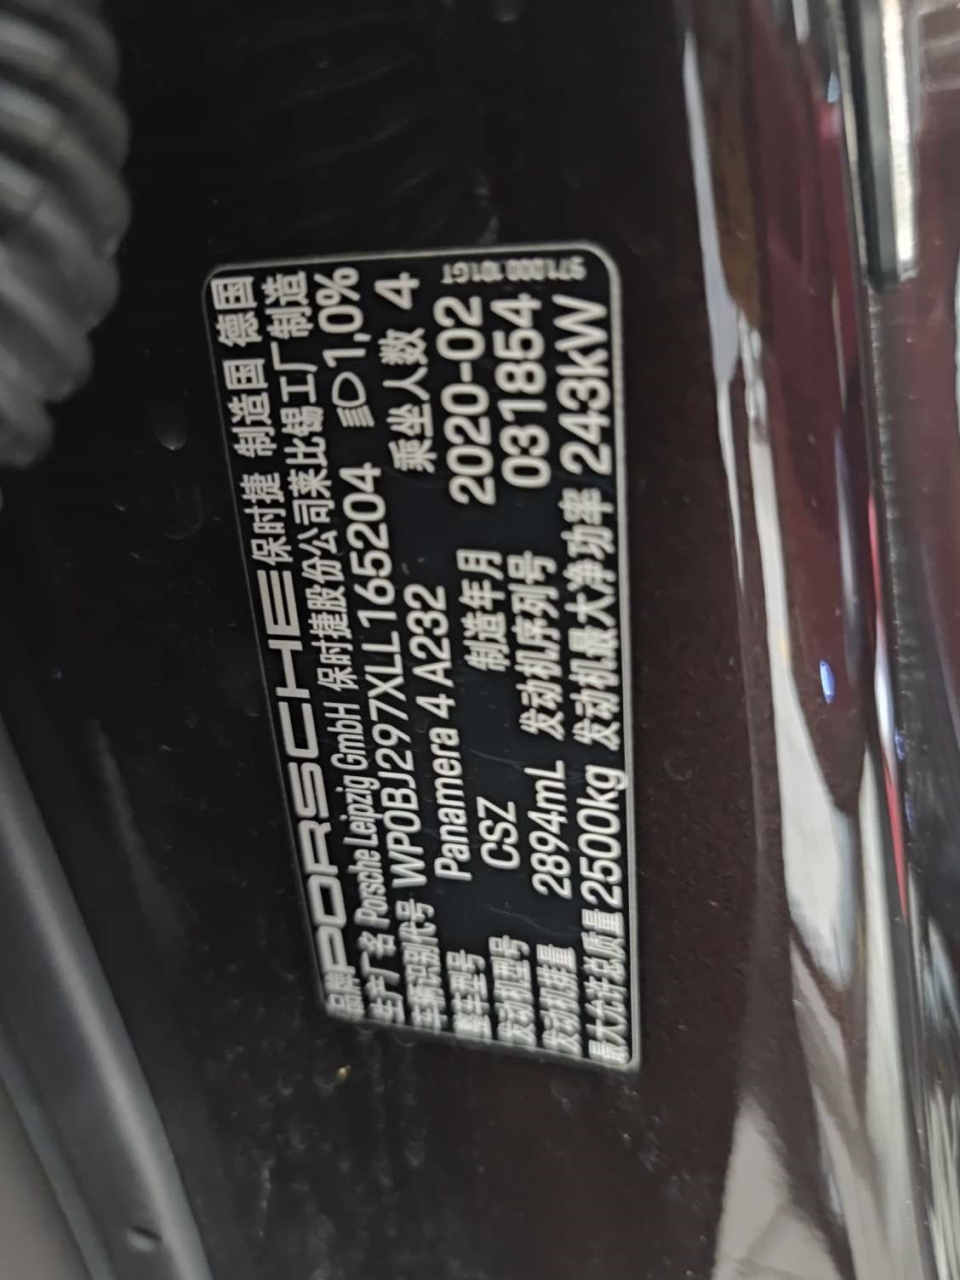 品牌 PORSCHE 保时捷 制造国 德国
生产厂名 Porsche Leipzig GmbH 保时捷股份公司莱比锡工厂制造
车辆识别代号 WP0BJ297XLL165204 1,0%
整车型号 Panamera 4 A232 乘坐人数 4
发动机型号 CSZ 制造年月 2020-02
发动机排量 2894mL 发动机序列号 031854
最大允许总质量 2500kg 发动机最大净功率 243kW